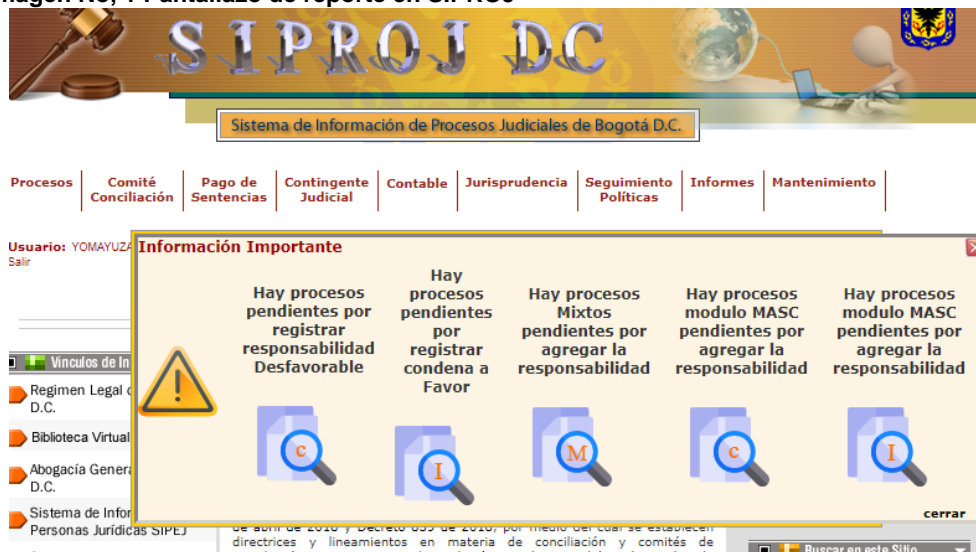 SIPROJ DC
Sistema de Información de Procesos Judiciales de Bogotá D.C.
Procesos
Comité
Conciliación
Pago de
Sentencias
Contingente
Judicial
Contable
Jurisprudencia
Seguimiento
Políticas
Informes
Mantenimiento
Usuario: YOMAYUZA
Salir
Información Importante
Hay procesos
pendientes por
registrar
responsabilidad
Desfavorable
C
Hay
procesos
pendientes
por
registrar
condena a
Favor
I
Hay procesos
Mixtos
pendientes por
agregar la
responsabilidad
M
Hay procesos
modulo MASC
pendientes por
agregar la
responsabilidad
C
Hay procesos
modulo MASC
pendientes por
agregar la
responsabilidad
I
cerrar
Vínculos de In
Regimen Legal
D.C.
Biblioteca Virtual
Abogacía Genera
D.C.
Sistema de Infor
Personas Jurídicas SIPEJ
de abril de 2018 y Decreto 839 de 2018, por medio del cual se establecen
directrices y lineamientos en materia de conciliación y comités de
Buscar en este Sitio